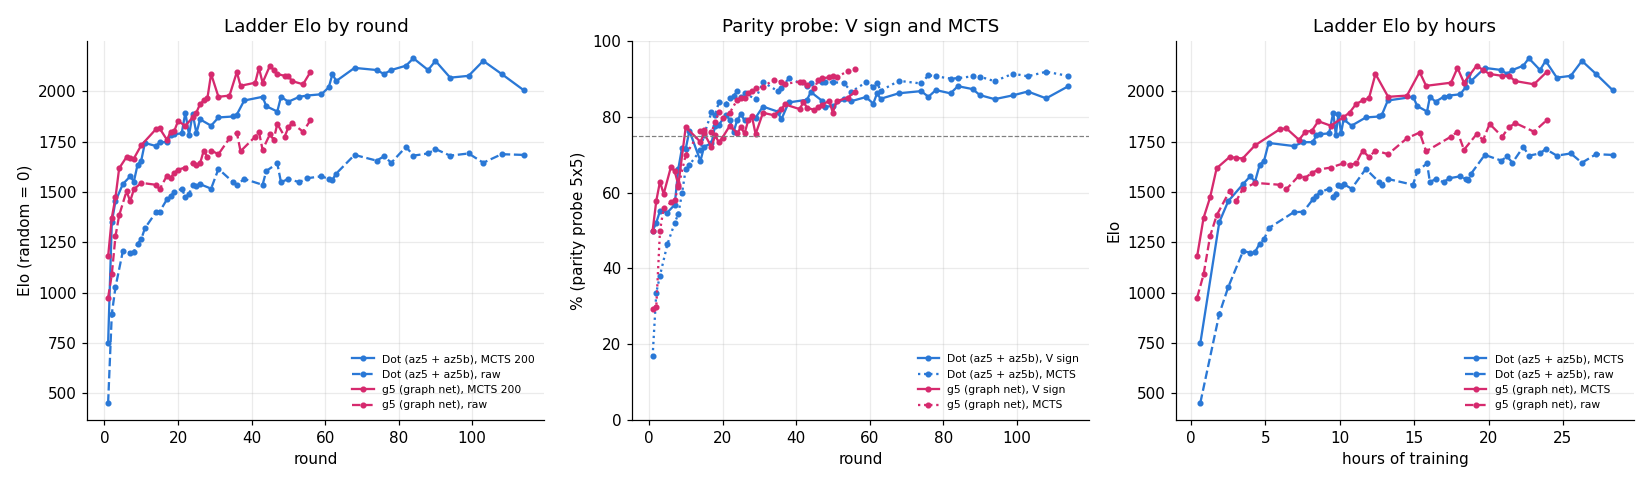 Ladder Elo by round
Elo (random = 0)
2000
1750
1500
1250
1000
750
500
0
20
40
60
80
100
round
Dot (az5 + az5b), MCTS 200
Dot (az5 + az5b), raw
g5 (graph net), MCTS 200
g5 (graph net), raw
Parity probe: V sign and MCTS
% (parity probe 5x5)
100
80
60
40
20
0
0
20
40
60
80
100
round
Dot (az5 + az5b), V sign
Dot (az5 + az5b), MCTS
g5 (graph net), V sign
g5 (graph net), MCTS
Ladder Elo by hours
Elo
2000
1750
1500
1250
1000
750
500
0
5
10
15
20
25
hours of training
Dot (az5 + az5b), MCTS
Dot (az5 + az5b), raw
g5 (graph net), MCTS
g5 (graph net), raw